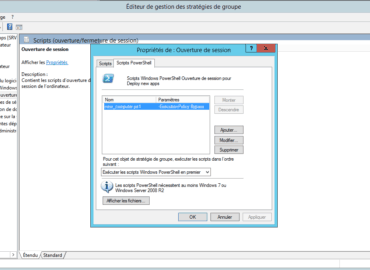 Éditeur de gestion des stratégies de groupe
?
Scripts (ouverture/fermeture de session)
Ouverture de session
Afficher les Propriétés.
Description :
Contient les scripts d'ouverture de
session de l'ordinateur.
Étendu / Standard
Propriétés de : Ouverture de session
? x
Scripts
Scripts PowerShell
Scripts Windows PowerShell Ouverture de session pour
Deploy new apps
Nom
Paramètres
-ExecutionPolicy Bypass
Monter
Descendre
Ajouter...
Modifier...
Supprimer
Pour cet objet de stratégie de groupe, exécuter les scripts dans l'ordre
suivant :
Exécuter les scripts Windows PowerShell en premier
Les scripts PowerShell nécessitent au moins Windows 7 ou
Windows Server 2008 R2
Afficher les fichiers...
OK
Annuler
Appliquer